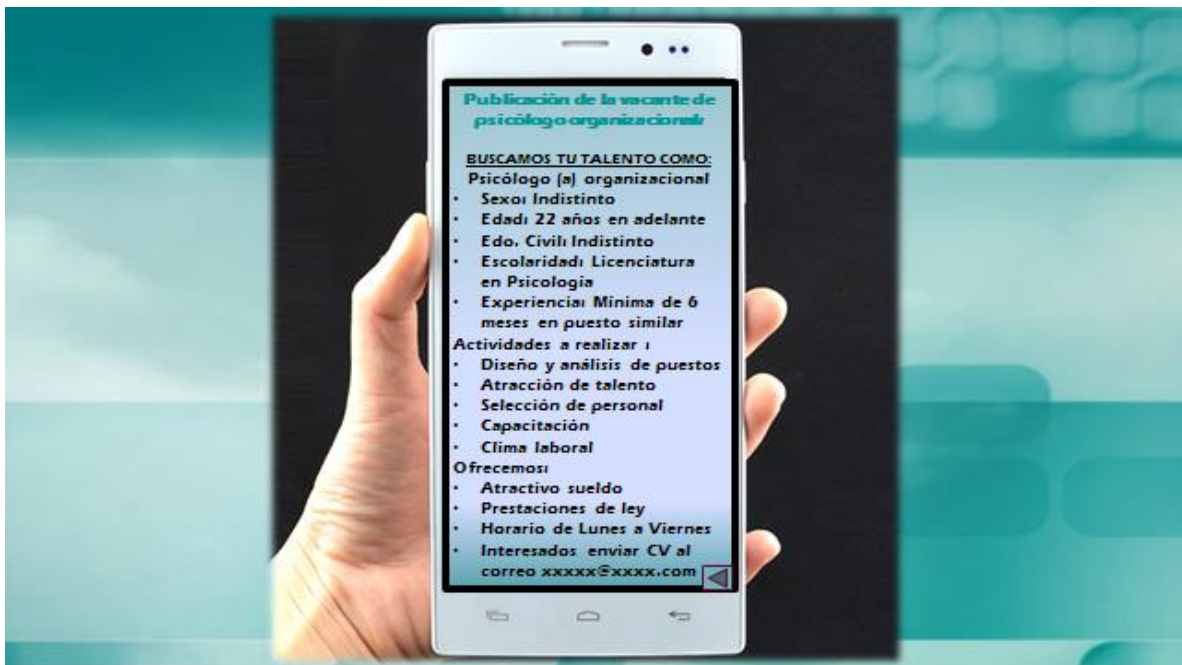 Publicación de la vacante de
psicólogo organizacional:
BUSCAMOS TU TALENTO COMO:
Psicólogo (a) organizacional
• Sexo: Indistinto
• Edad: 22 años en adelante
• Edo. Civil: Indistinto
• Escolaridad: Licenciatura
en Psicologia
• Experiencia: Mínima de 6
meses en puesto similar
Actividades a realizar :
• Diseño y análisis de puestos
• Atracción de talento
• Selección de personal
• Capacitación
• Clima laboral
Ofrecemos:
• Atractivo sueldo
• Prestaciones de ley
• Horario de Lunes a Viernes
• Interesados enviar CV al
correo xxxxx@xxxx.com